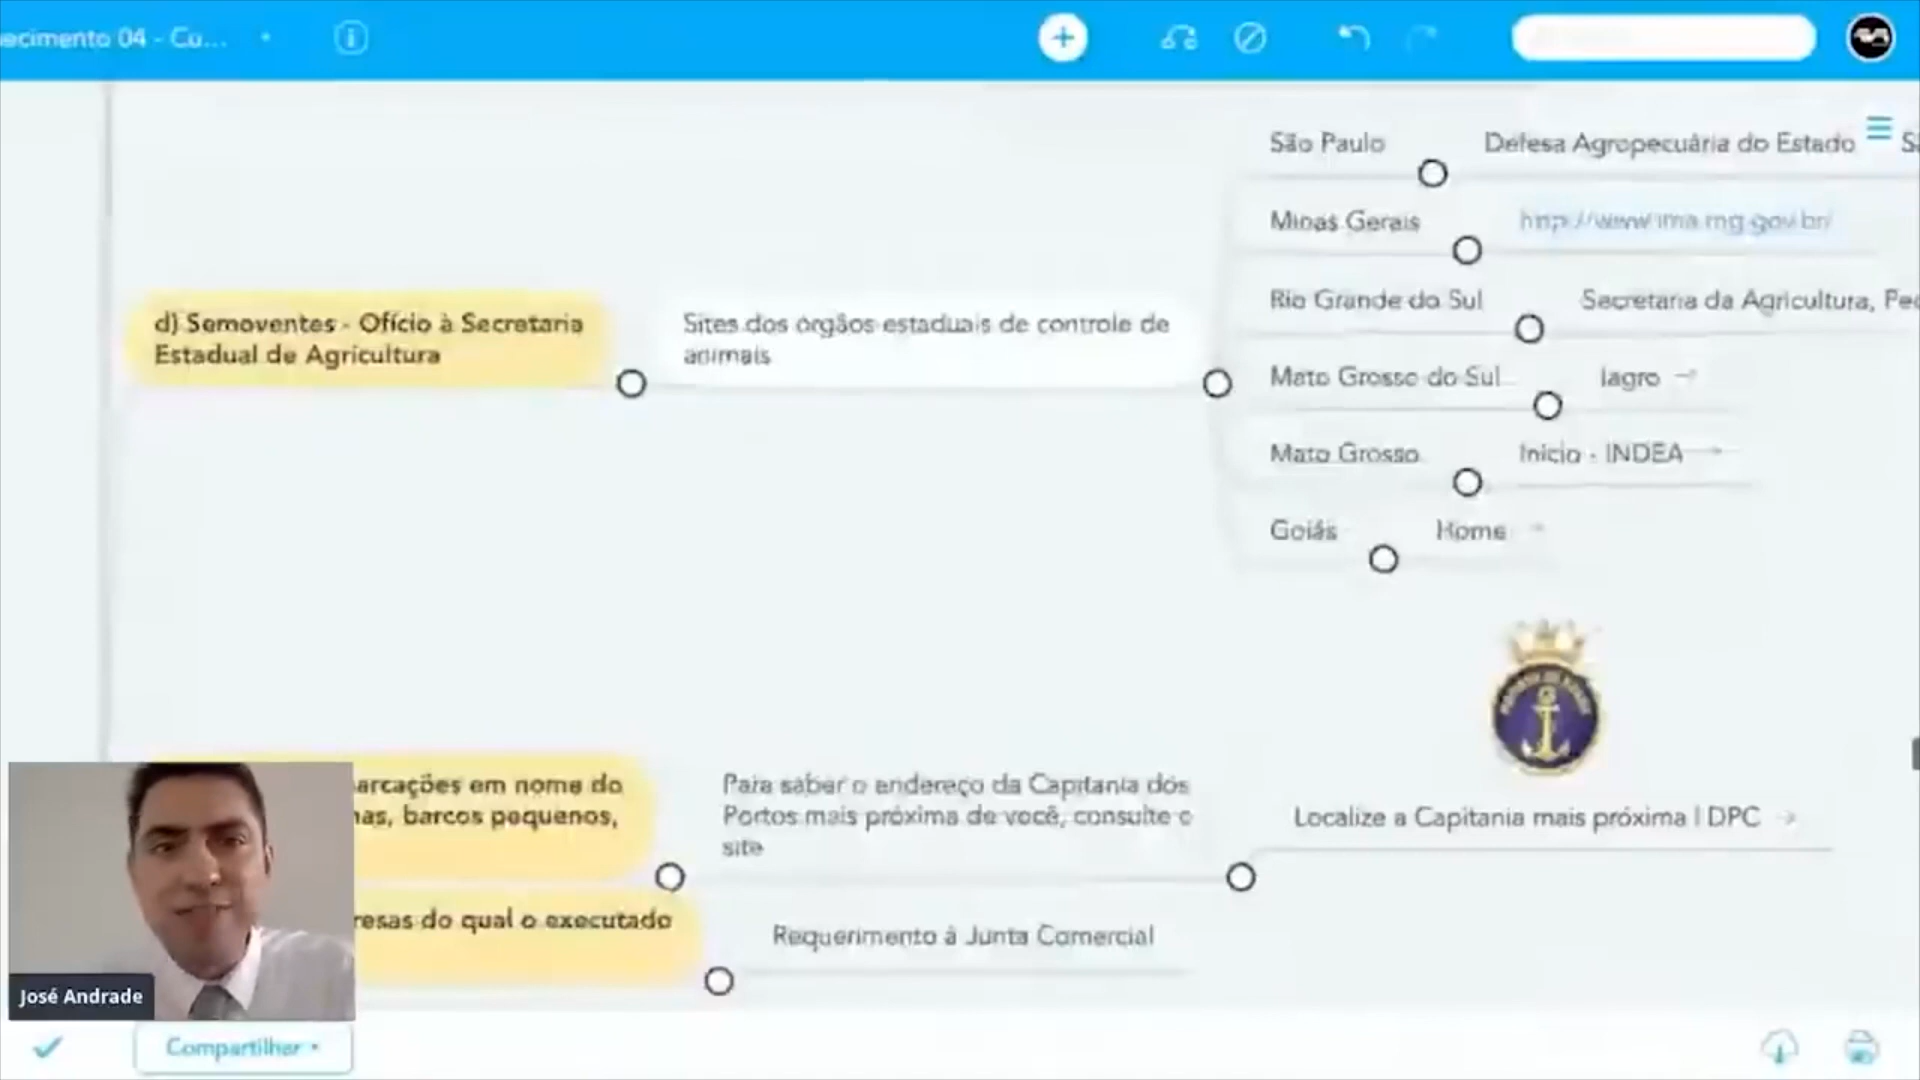 ecimento 04 - Cu...
São Paulo
Defesa Agropecuária do Estado
Minas Gerais
http://www.ima.mg.gov.br/
Rio Grande do Sul
Secretaria da Agricultura, Pec
d) Semoventes - Ofício à Secretaria
Estadual de Agricultura
Sites dos órgãos estaduais de controle de
animais
Mato Grosso do Sul
Iagro →
Mato Grosso
Início - INDEA →
Goiás
Home →
arcações em nome do
nas, barcos pequenos,
Para saber o endereço da Capitania dos
Portos mais próxima de você, consulte o
site
Localize a Capitania mais próxima | DPC →
resas do qual o executado
Requerimento à Junta Comercial
José Andrade
Compartilhar